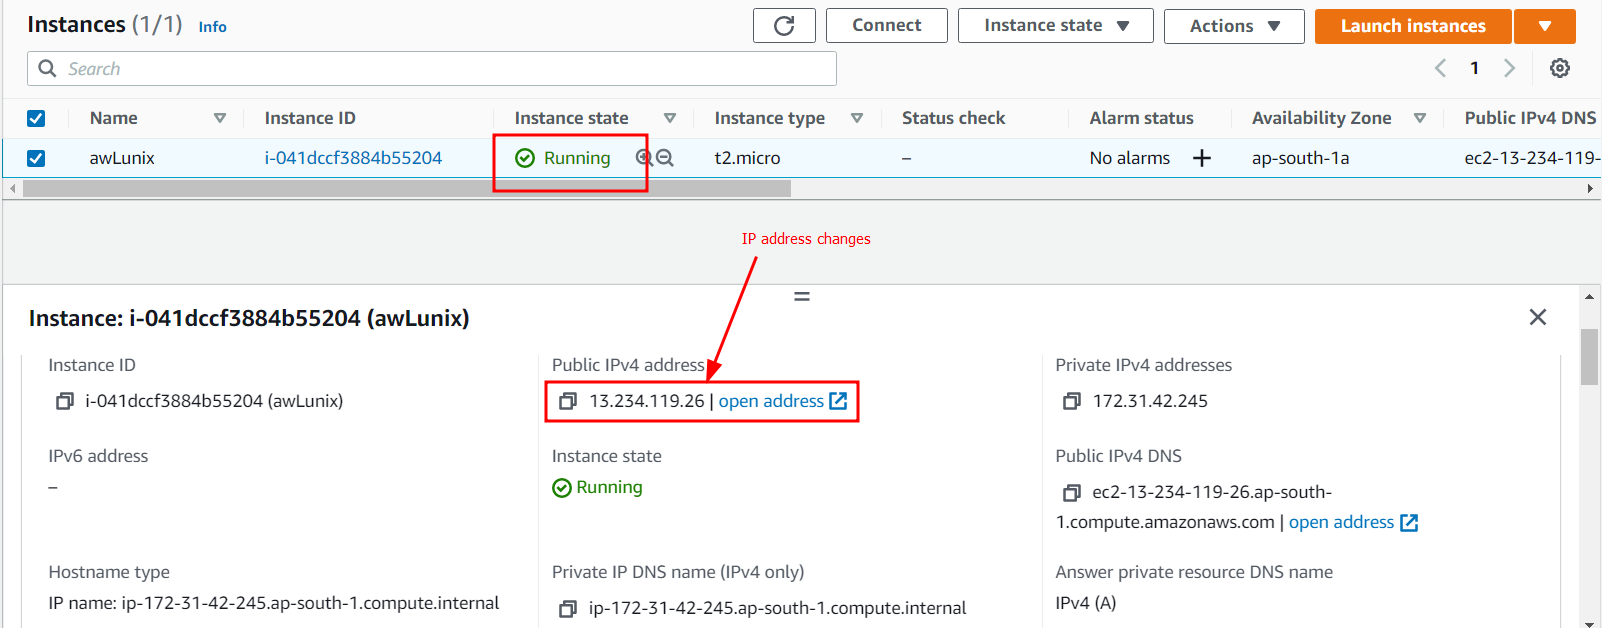 Instances (1/1) Info Connect Instance state Actions Launch instances
Search 1
Name Instance ID Instance state Instance type Status check Alarm status Availability Zone Public IPv4 DNS
awLunix i-041dccf3884b55204 Running t2.micro – No alarms + ap-south-1a ec2-13-234-119-
IP address changes
Instance: i-041dccf3884b55204 (awLunix)
Instance ID Public IPv4 address Private IPv4 addresses
i-041dccf3884b55204 (awLunix) 13.234.119.26 | open address 172.31.42.245
IPv6 address Instance state Public IPv4 DNS
– Running ec2-13-234-119-26.ap-south-
1.compute.amazonaws.com | open address
Hostname type Private IP DNS name (IPv4 only) Answer private resource DNS name
IP name: ip-172-31-42-245.ap-south-1.compute.internal ip-172-31-42-245.ap-south-1.compute.internal IPv4 (A)